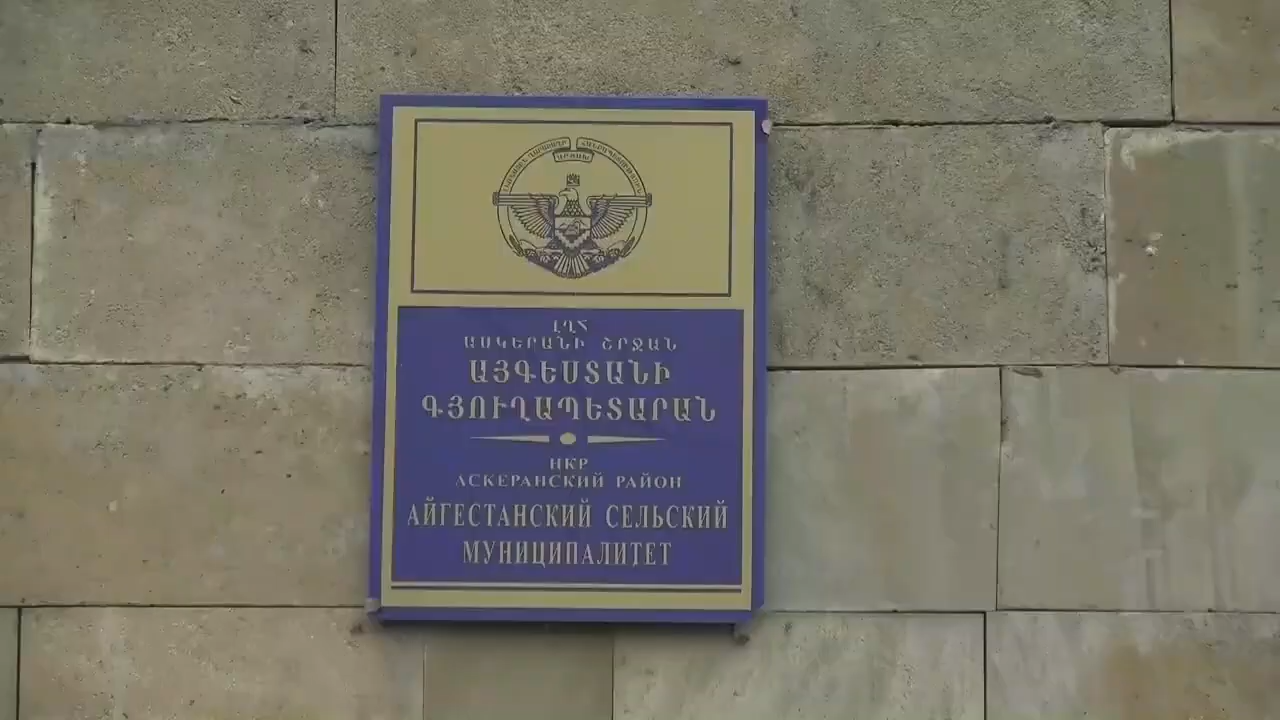 ԼՂՀ
ԱՍԿԵՐԱՆԻ ՇՐՋԱՆ
ԱՅԳԵՍՏԱՆԻ
ԳՅՈՒՂԱՊԵՏԱՐԱՆ
НКР
АСКЕРАНСКИЙ РАЙОН
АЙГЕСТАНСКИЙ СЕЛЬСКИЙ
МУНИЦИПАЛИТЕТ